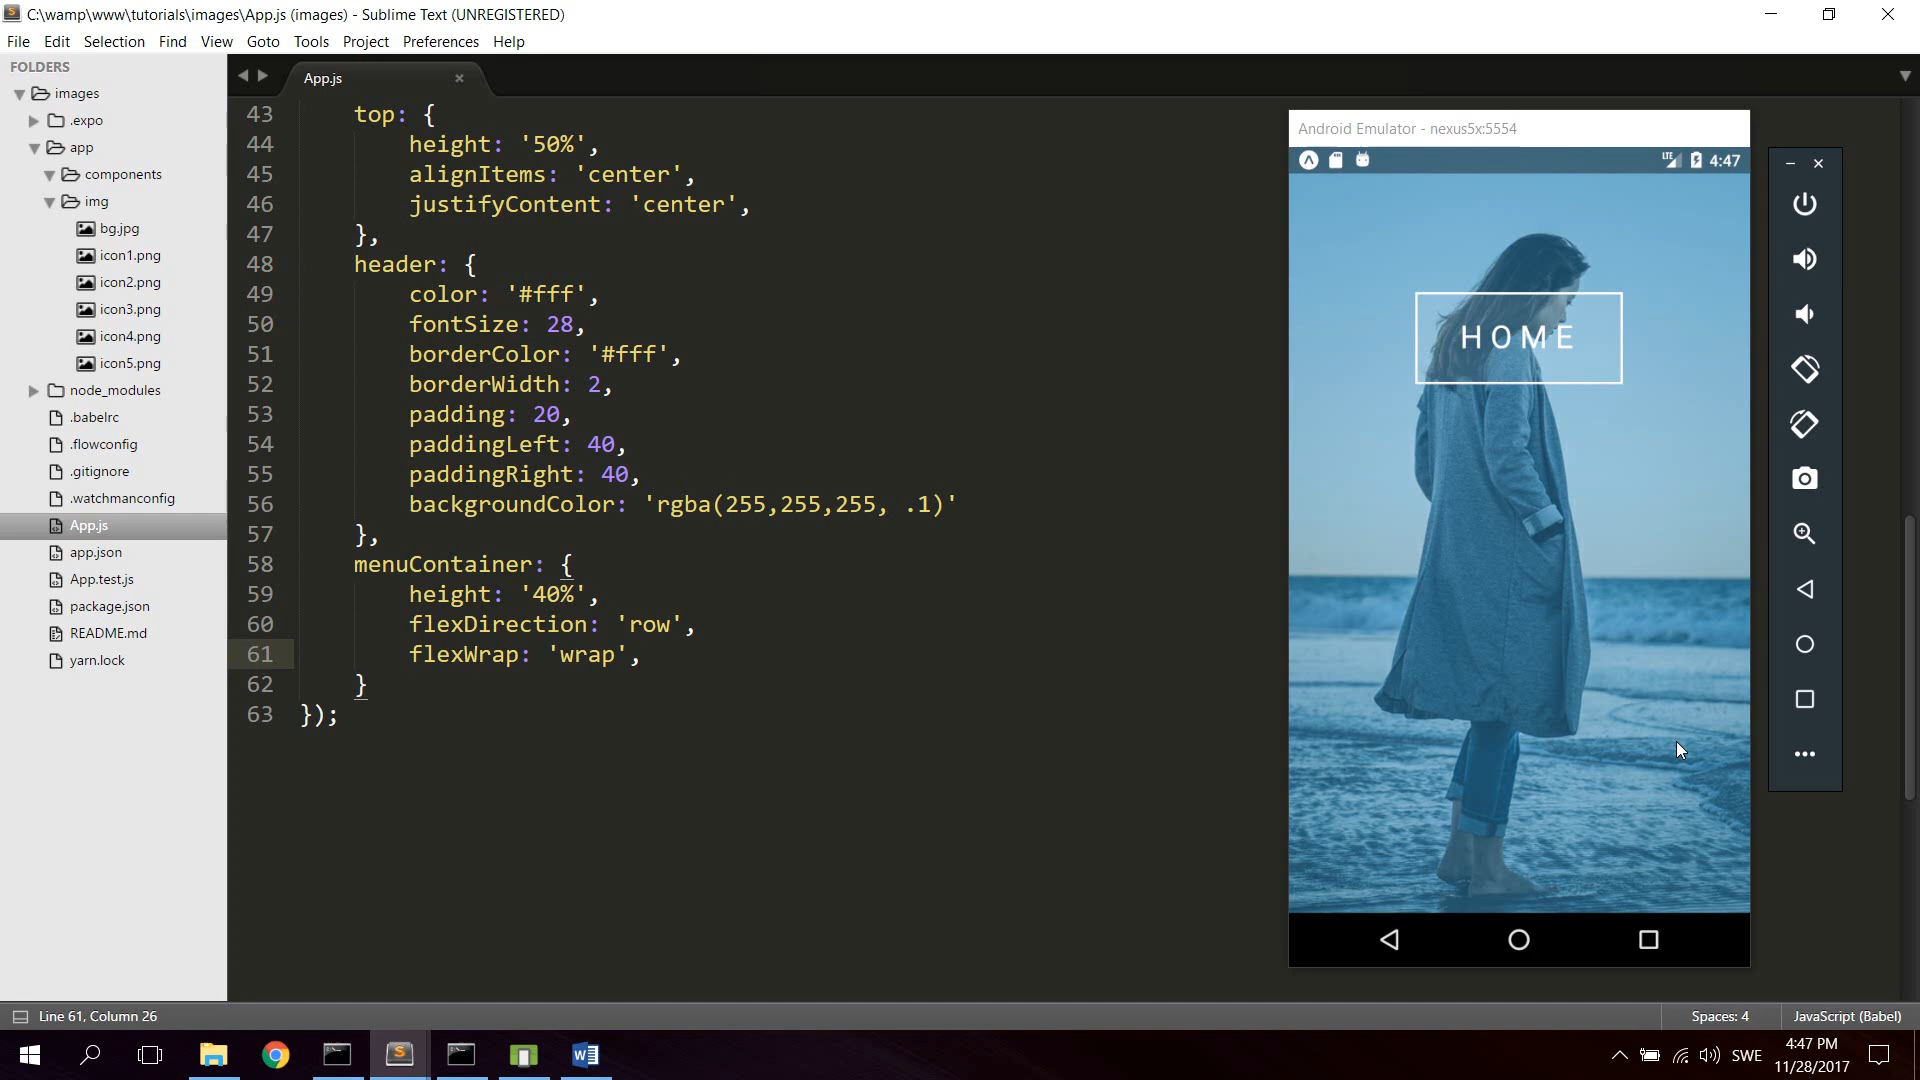 C:\wamp\www\tutorials\images\App.js (images) - Sublime Text (UNREGISTERED)
File Edit Selection Find View Goto Tools Project Preferences Help
FOLDERS
images
.expo
app
components
img
bg.jpg
icon1.png
icon2.png
icon3.png
icon4.png
icon5.png
node_modules
.babelrc
.flowconfig
.gitignore
.watchmanconfig
App.js
app.json
App.test.js
package.json
README.md
yarn.lock
App.js
43 top: {
44 height: '50%',
45 alignItems: 'center',
46 justifyContent: 'center',
47 },
48 header: {
49 color: '#fff',
50 fontSize: 28,
51 borderColor: '#fff',
52 borderWidth: 2,
53 padding: 20,
54 paddingLeft: 40,
55 paddingRight: 40,
56 backgroundColor: 'rgba(255,255,255, .1)'
57 },
58 menuContainer: {
59 height: '40%',
60 flexDirection: 'row',
61 flexWrap: 'wrap',
62 }
63 });
Android Emulator - nexus5x:5554
LTE 4:47
HOME
Line 61, Column 26
Spaces: 4
JavaScript (Babel)
SWE
4:47 PM
11/28/2017